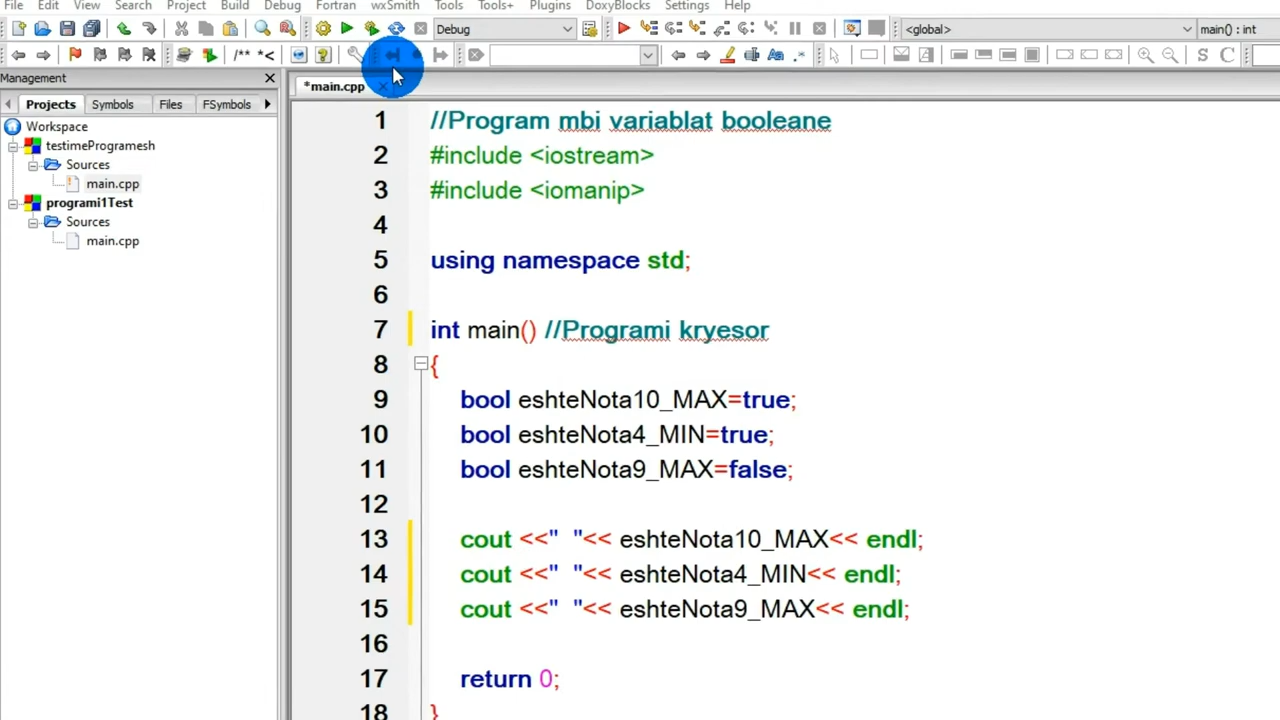 File Edit View Search Project Build Debug Fortran wxSmith Tools Tools+ Plugins DoxyBlocks Settings Help
Debug <global> main() : int
/** *<
Management
*main.cpp
Projects Symbols Files FSymbols
Workspace
testimeProgramesh
Sources
main.cpp
programi1Test
Sources
main.cpp
1 //Program mbi variablat booleane
2 #include <iostream>
3 #include <iomanip>
4
5 using namespace std;
6
7 int main() //Programi kryesor
8 {
9 bool eshteNota10_MAX=true;
10 bool eshteNota4_MIN=true;
11 bool eshteNota9_MAX=false;
12
13 cout <<"  "<< eshteNota10_MAX<< endl;
14 cout <<"  "<< eshteNota4_MIN<< endl;
15 cout <<"  "<< eshteNota9_MAX<< endl;
16
17 return 0;
18 }